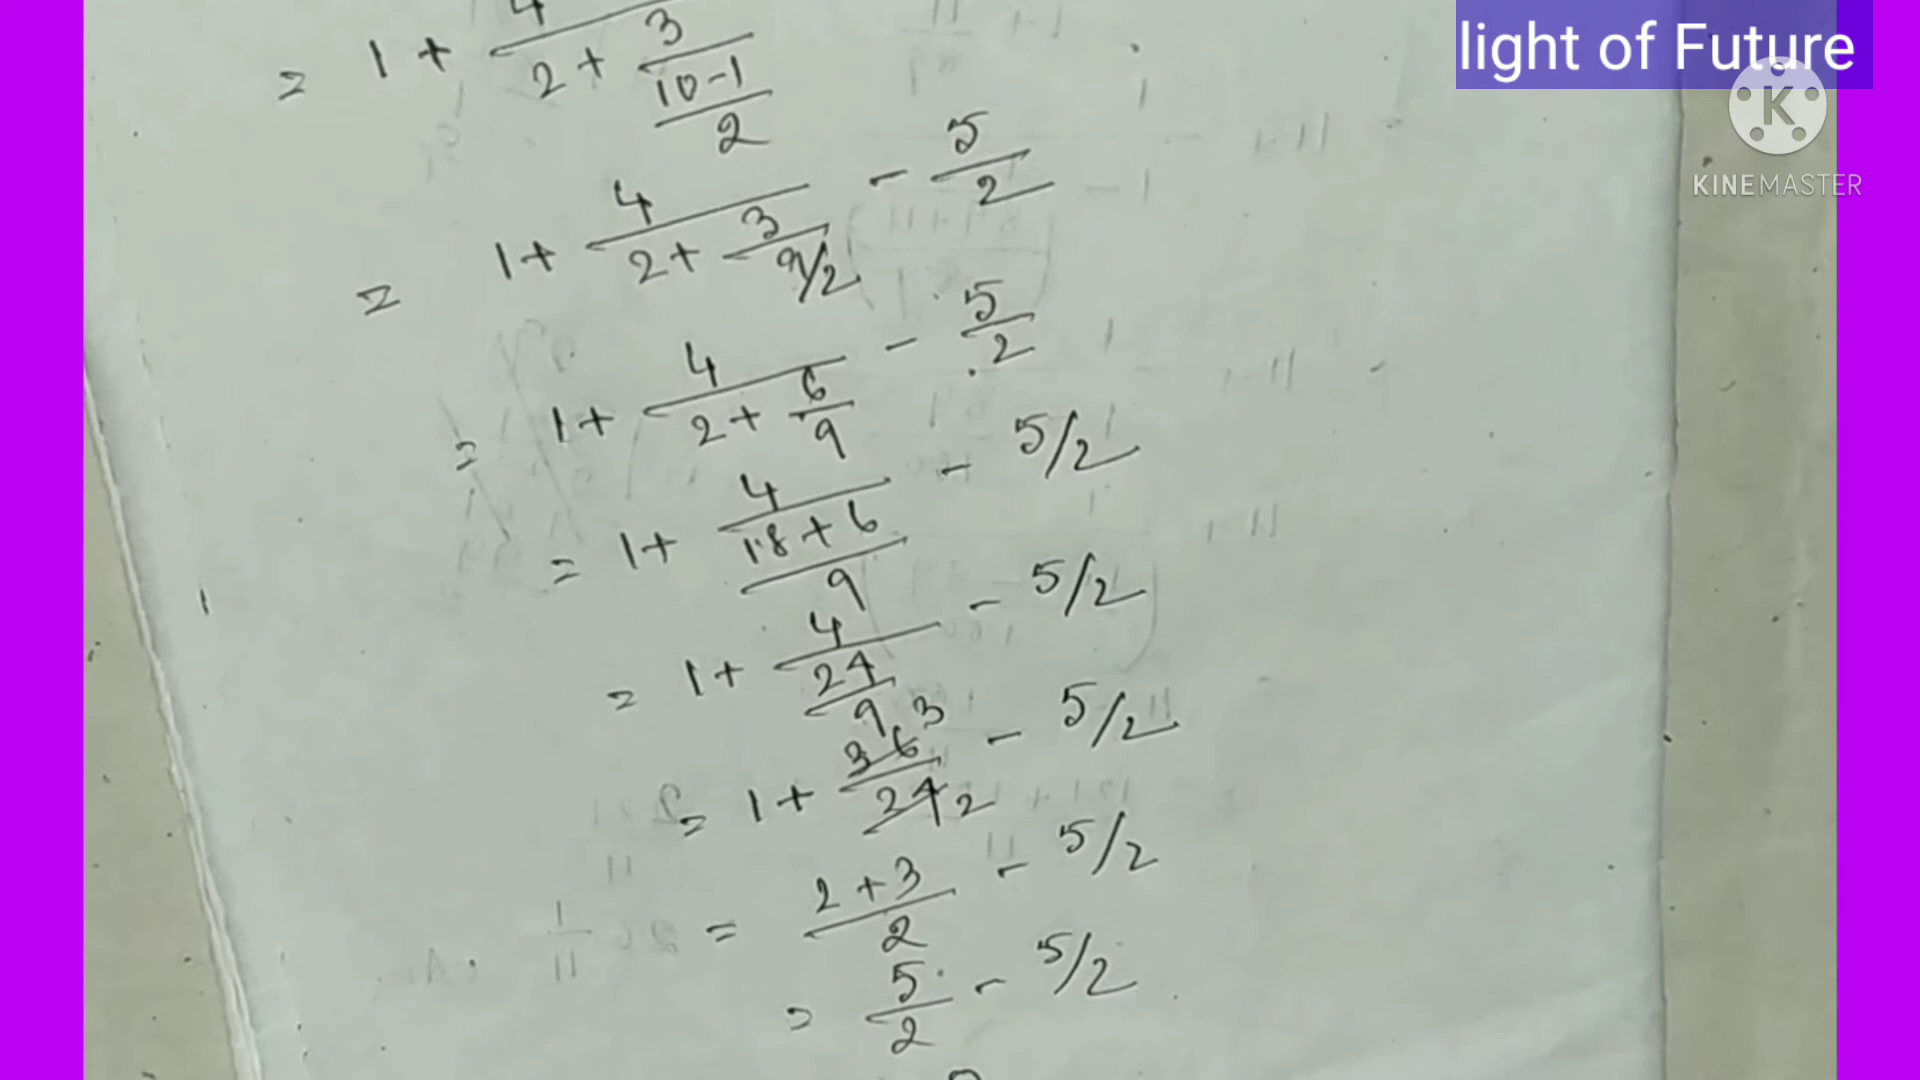 light of Future
KINEMASTER
= 1 + 4/(2 + 3/((10-1)/2))
= 1 + 4/(2 + 3/(9/2)) - 5/2
= 1 + 4/(2 + 6/9) - 5/2
= 1 + 4/((18+6)/9) - 5/2
= 1 + 4/(24/9) - 5/2
= 1 + 36/24 3/2 - 5/2
= (2+3)/2 - 5/2
= 5/2 - 5/2